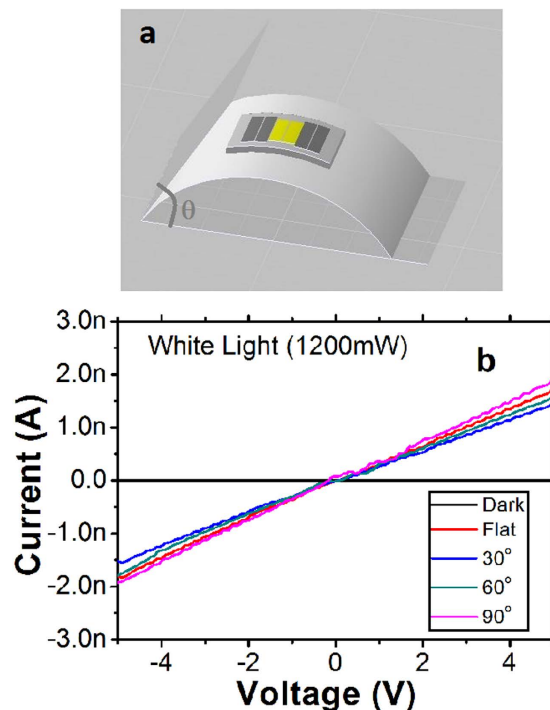 a
θ
White Light (1200mW)
b
3.0n
2.0n
1.0n
0.0
-1.0n
-2.0n
-3.0n
Current (A)
Dark
Flat
30°
60°
90°
-4
-2
0
2
4
Voltage (V)